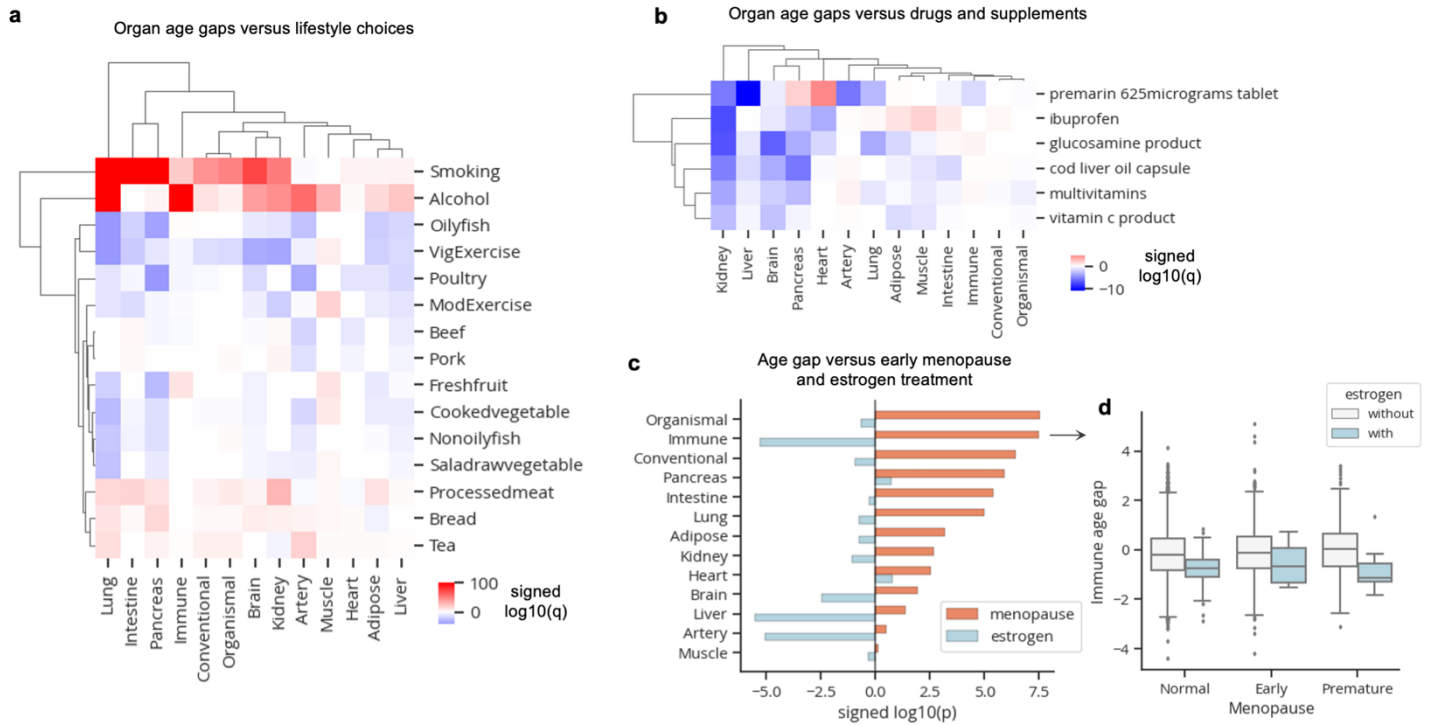 a
Organ age gaps versus lifestyle choices
Smoking
Alcohol
Oilyfish
VigExercise
Poultry
ModExercise
Beef
Pork
Freshfruit
Cookedvegetable
Nonoilyfish
Saladrawvegetable
Processedmeat
Bread
Tea
Lung
Intestine
Pancreas
Immune
Conventional
Organismal
Brain
Kidney
Artery
Muscle
Heart
Adipose
Liver
100
0
signed
log10(q)
b
Organ age gaps versus drugs and supplements
premarin 625micrograms tablet
ibuprofen
glucosamine product
cod liver oil capsule
multivitamins
vitamin c product
Kidney
Liver
Brain
Pancreas
Heart
Artery
Lung
Adipose
Muscle
Intestine
Immune
Conventional
Organismal
0
−10
signed
log10(q)
c
Age gap versus early menopause
and estrogen treatment
Organismal
Immune
Conventional
Pancreas
Intestine
Lung
Adipose
Kidney
Heart
Brain
Liver
Artery
Muscle
menopause
estrogen
−5.0 −2.5 0.0 2.5 5.0 7.5
signed log10(p)
d
estrogen
without
with
Immune age gap
4
2
0
−2
−4
Normal Early Premature
Menopause